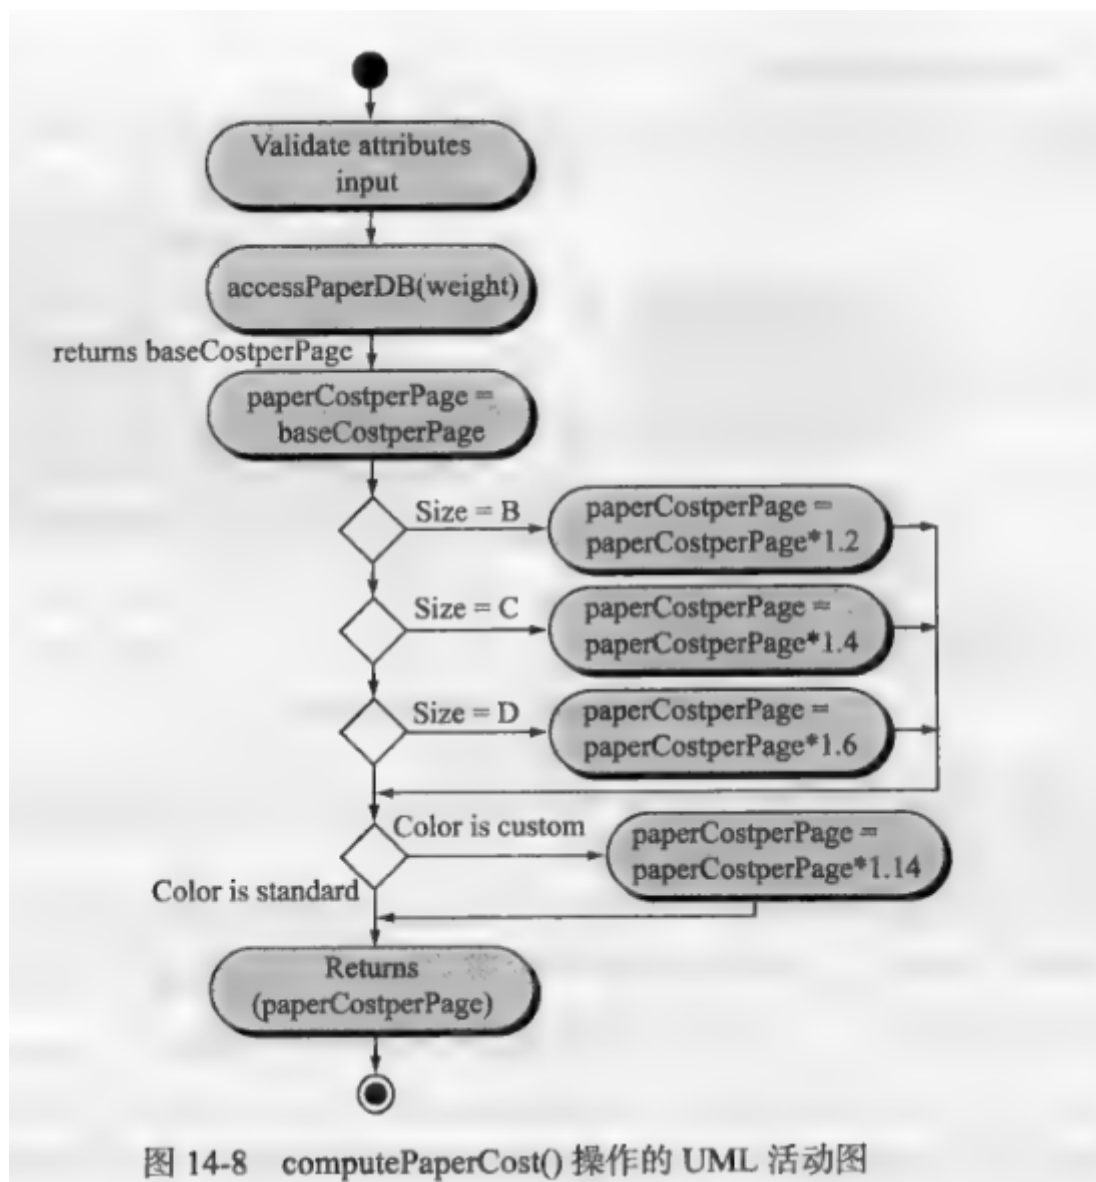 Validate attributes
input
accessPaperDB(weight)
returns baseCostperPage
paperCostperPage =
baseCostperPage
Size = B
paperCostperPage =
paperCostperPage*1.2
Size = C
paperCostperPage =
paperCostperPage*1.4
Size = D
paperCostperPage =
paperCostperPage*1.6
Color is custom
paperCostperPage =
paperCostperPage*1.14
Color is standard
Returns
(paperCostperPage)
图 14-8 computePaperCost() 操作的 UML 活动图